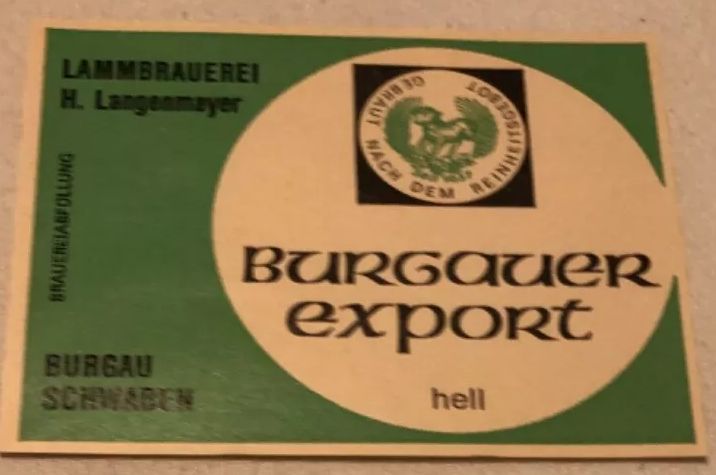 LAMMBRAUEREI
H. Langenmayer
BRAUEREIABFÜLLUNG
BURGAU
SCHWABEN
GEBRAUT NACH DEM REINHEITSGEBOT
BURGAUER
export
hell